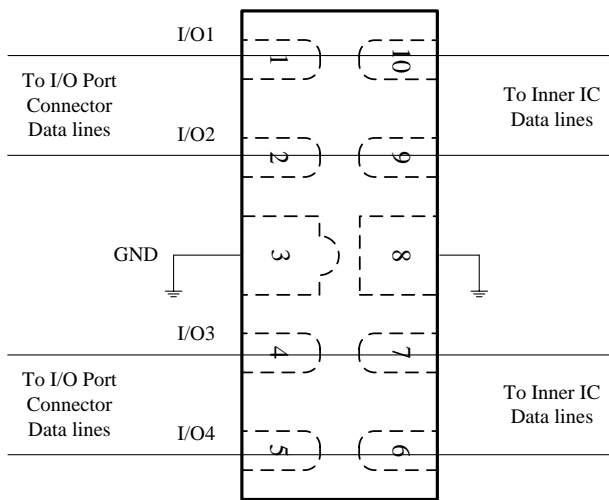 I/O1
1
10
To I/O Port
Connector
Data lines
To Inner IC
Data lines
I/O2
2
9
GND
3
8
I/O3
4
7
To I/O Port
Connector
Data lines
To Inner IC
Data lines
I/O4
5
6